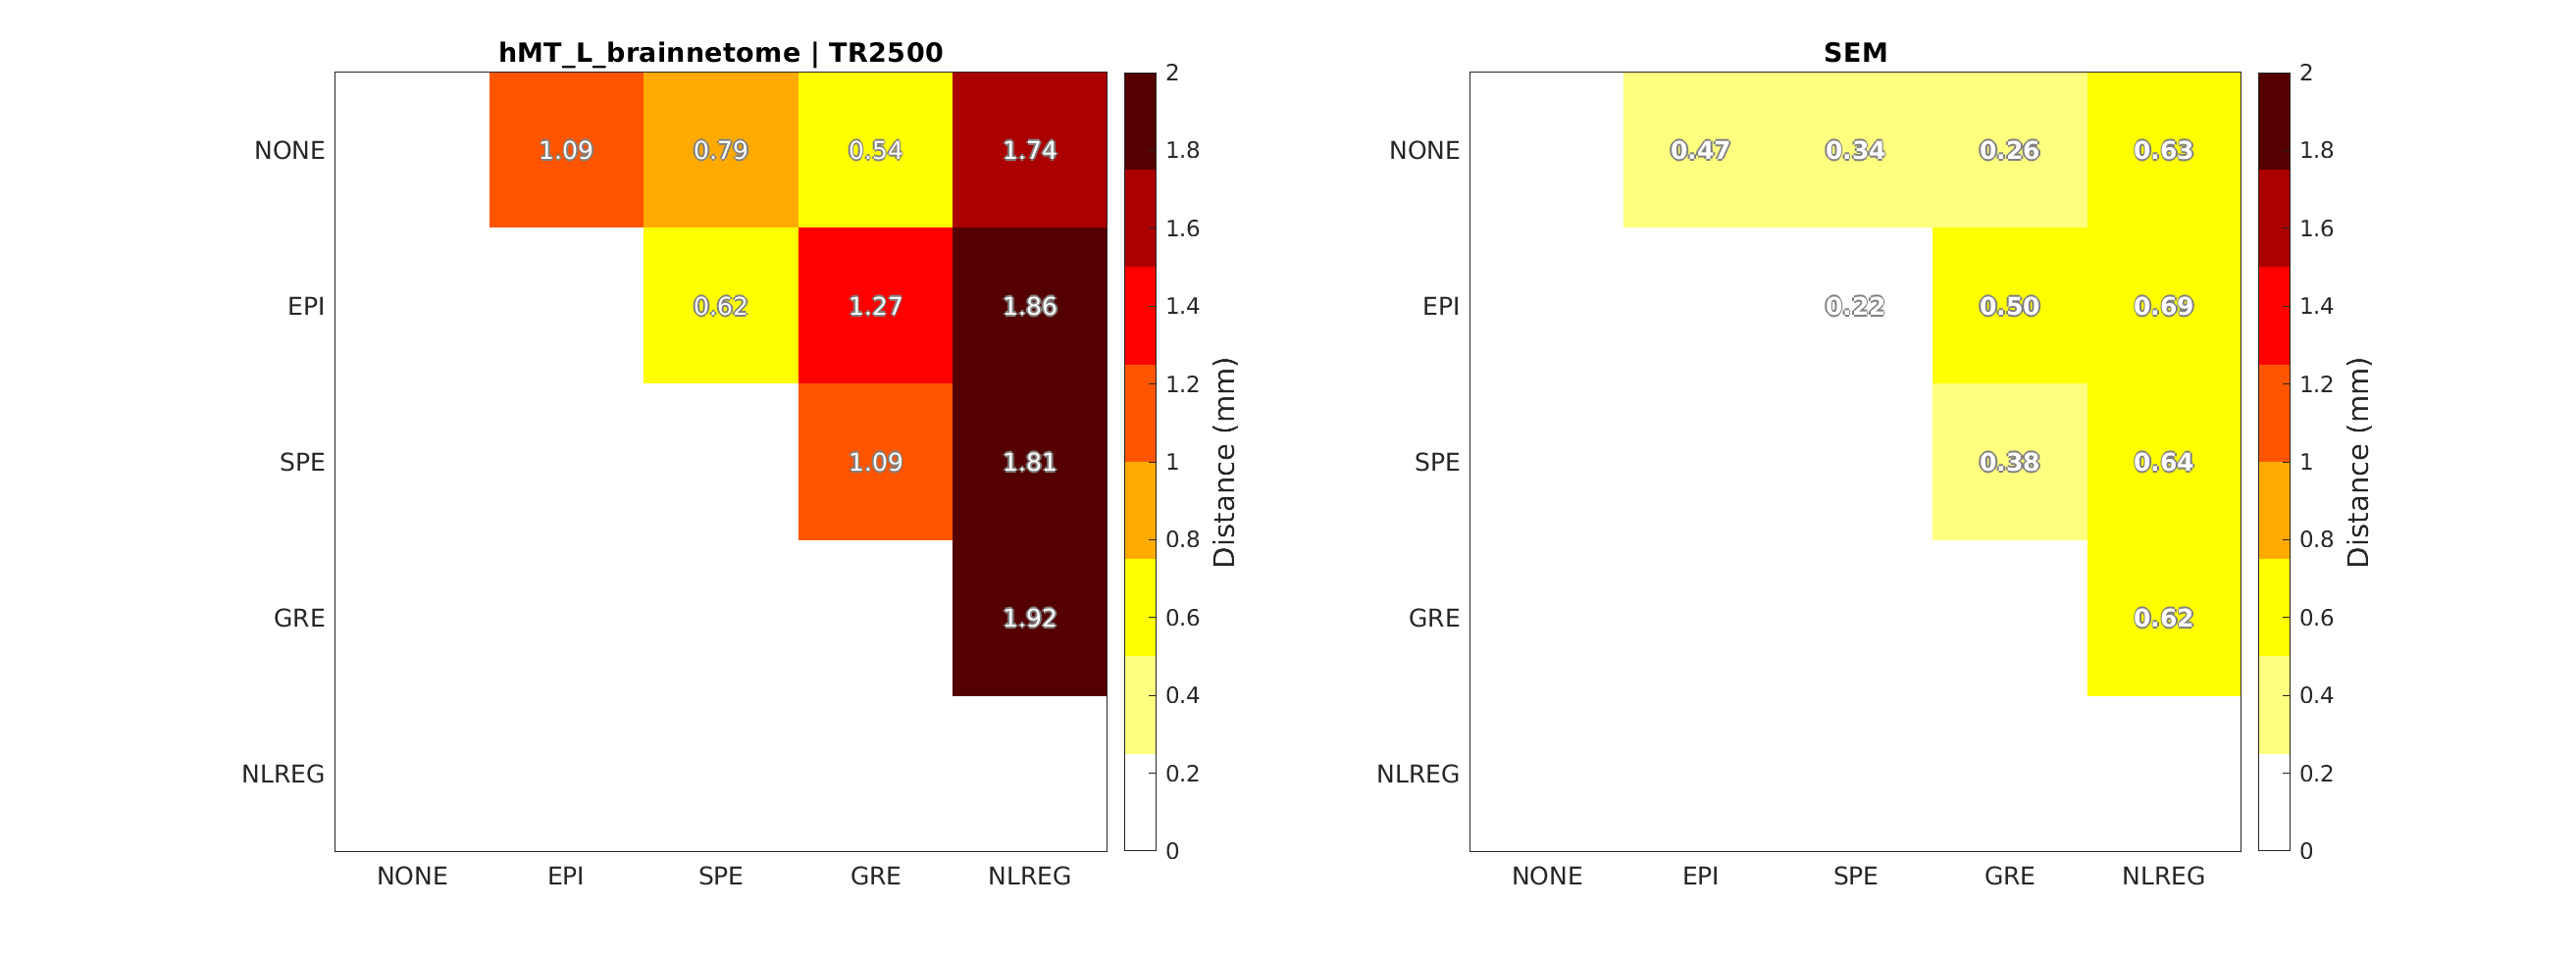 hMT_L_brainnetome | TR2500
NONE
EPI
SPE
GRE
NLREG
1.09 0.79 0.54 1.74
0.62 1.27 1.86
1.09 1.81
1.92
NONE EPI SPE GRE NLREG
2
1.8
1.6
1.4
1.2
1
0.8
0.6
0.4
0.2
0
Distance (mm)
SEM
NONE
EPI
SPE
GRE
NLREG
0.47 0.34 0.26 0.63
0.22 0.50 0.69
0.38 0.64
0.62
NONE EPI SPE GRE NLREG
2
1.8
1.6
1.4
1.2
1
0.8
0.6
0.4
0.2
0
Distance (mm)